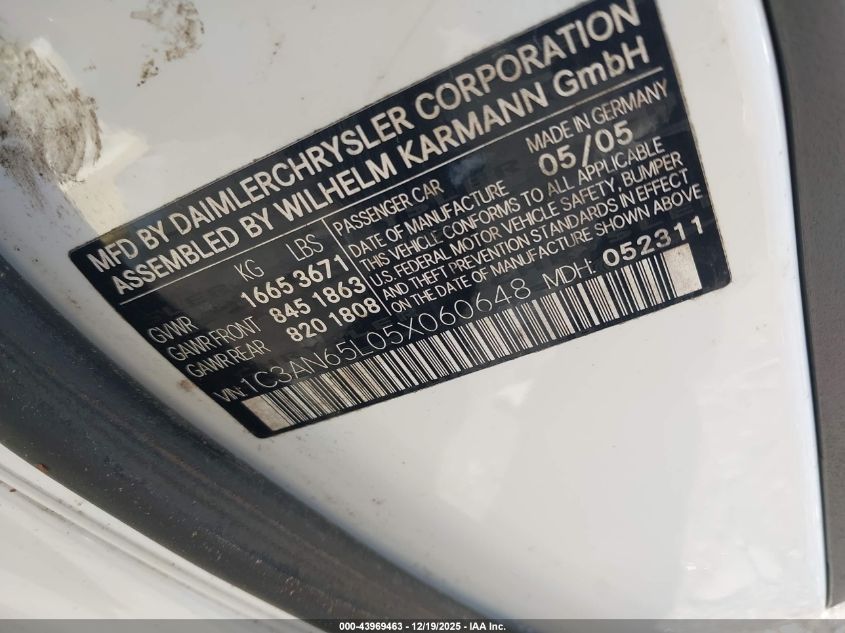 MFD BY DAIMLERCHRYSLER CORPORATION
ASSEMBLED BY WILHELM KARMANN GmbH
KG LBS
GVWR 1665 3671
GAWR FRONT 845 1863
GAWR REAR 820 1808
PASSENGER CAR MADE IN GERMANY
DATE OF MANUFACTURE 05/05
THIS VEHICLE CONFORMS TO ALL APPLICABLE
U.S. FEDERAL MOTOR VEHICLE SAFETY, BUMPER
AND THEFT PREVENTION STANDARDS IN EFFECT
ON THE DATE OF MANUFACTURE SHOWN ABOVE
VIN: 1C3AN65L05X060648 MDH: 052311
000-43969463 - 12/19/2025 - IAA Inc.